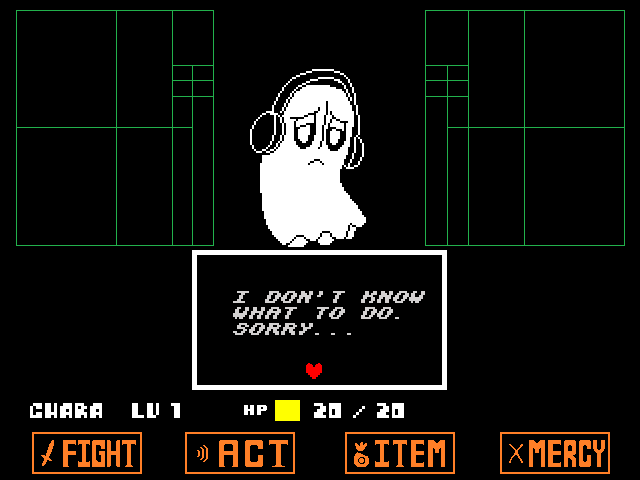 I DON'T KNOW
WHAT TO DO.
SORRY...
CHARA LV 1 HP 20 / 20
FIGHT ACT ITEM MERCY